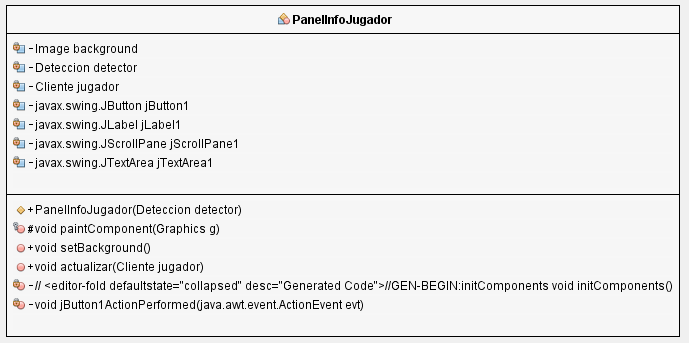 PanelInfoJugador
-Image background
-Deteccion detector
-Cliente jugador
-javax.swing.JButton jButton1
-javax.swing.JLabel jLabel1
-javax.swing.JScrollPane jScrollPane1
-javax.swing.JTextArea jTextArea1
+PanelInfoJugador(Deteccion detector)
#void paintComponent(Graphics g)
+void setBackground()
+void actualizar(Cliente jugador)
-// <editor-fold defaultstate="collapsed" desc="Generated Code">//GEN-BEGIN:initComponents void initComponents()
-void jButton1ActionPerformed(java.awt.event.ActionEvent evt)